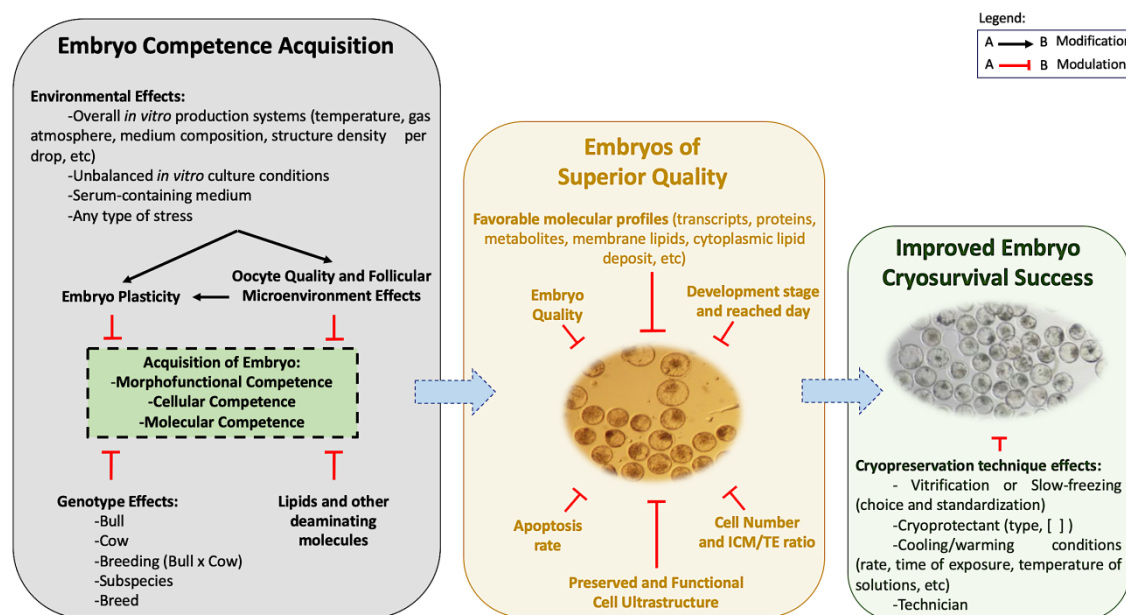 Legend:
A B Modification
A B Modulation
Embryo Competence Acquisition
Environmental Effects:
-Overall in vitro production systems (temperature, gas
atmosphere, medium composition, structure density per
drop, etc)
-Unbalanced in vitro culture conditions
-Serum-containing medium
-Any type of stress
Oocyte Quality and Follicular
Microenvironment Effects
Embryo Plasticity
Acquisition of Embryo:
-Morphofunctional Competence
-Cellular Competence
-Molecular Competence
Genotype Effects:
-Bull
-Cow
-Breeding (Bull x Cow)
-Subspecies
-Breed
Lipids and other
deaminating
molecules
Embryos of
Superior Quality
Favorable molecular profiles (transcripts, proteins,
metabolites, membrane lipids, cytoplasmic lipid
deposit, etc)
Embryo
Quality
Development stage
and reached day
Apoptosis
rate
Cell Number
and ICM/TE ratio
Preserved and Functional
Cell Ultrastructure
Improved Embryo
Cryosurvival Success
Cryopreservation technique effects:
- Vitrification or Slow-freezing
(choice and standardization)
-Cryoprotectant (type, [ ] )
-Cooling/warming conditions
(rate, time of exposure, temperature of
solutions, etc)
-Technician